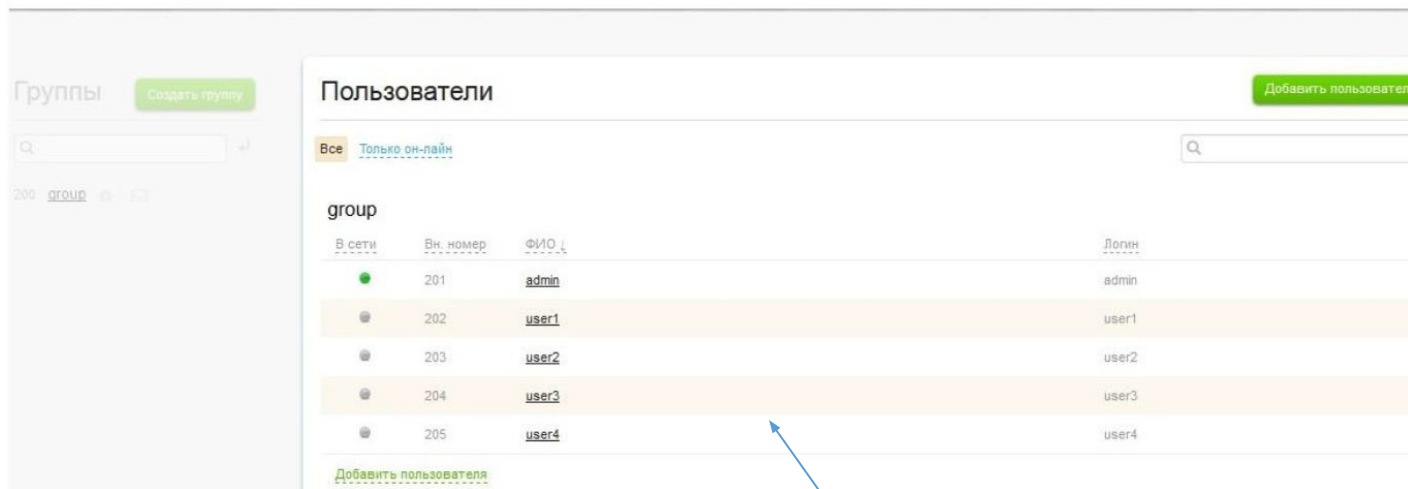 Группы Создать группу
200 group
Пользователи Добавить пользовател
Все Только он-лайн
group
В сети Вн. номер ФИО ↓ Логин
201 admin admin
202 user1 user1
203 user2 user2
204 user3 user3
205 user4 user4
Добавить пользователя